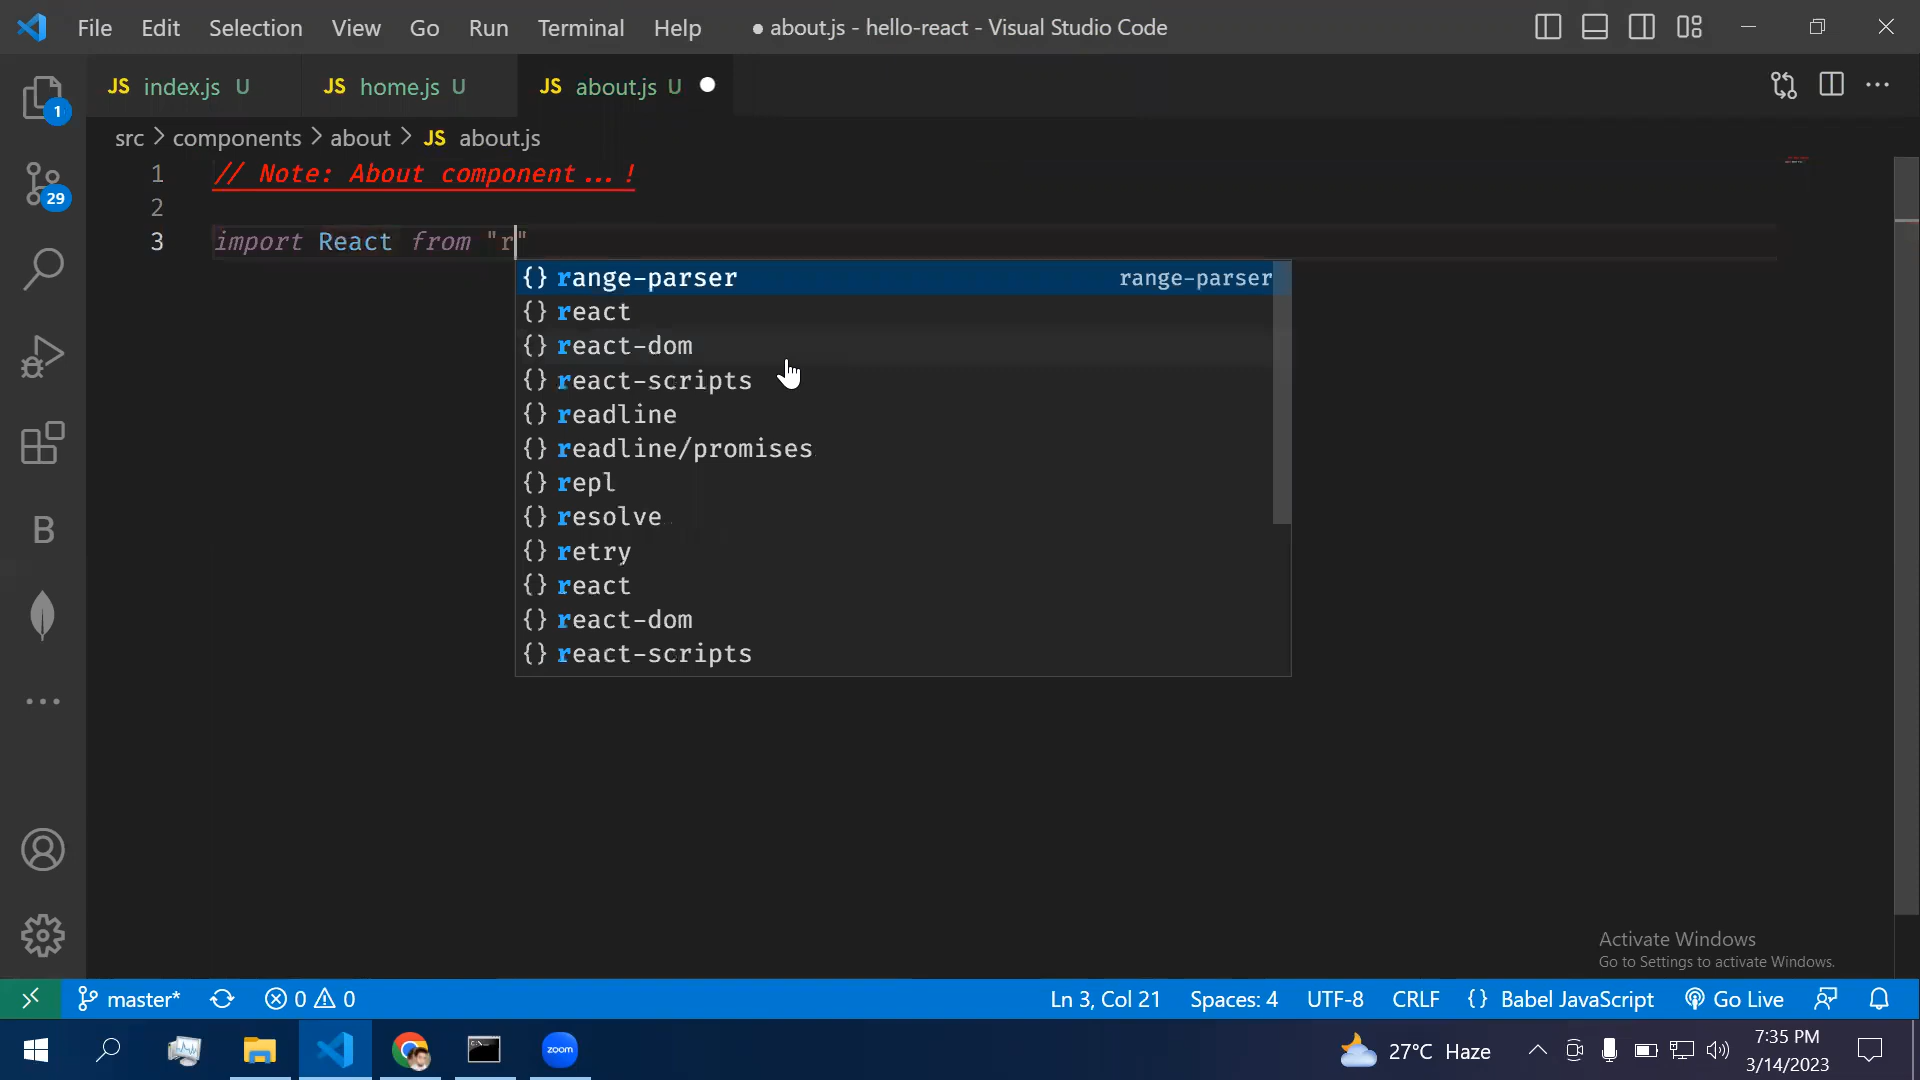 File Edit Selection View Go Run Terminal Help ● about.js - hello-react - Visual Studio Code
JS index.js U JS home.js U JS about.js U
src > components > about > JS about.js
1 // Note: About component...!
2
3 import React from "r"
{} range-parser range-parser
{} react
{} react-dom
{} react-scripts
{} readline
{} readline/promises
{} repl
{} resolve
{} retry
{} react
{} react-dom
{} react-scripts
1
29
B
Activate Windows
Go to Settings to activate Windows.
master* 0 0 Ln 3, Col 21 Spaces: 4 UTF-8 CRLF {} Babel JavaScript Go Live
zoom 27°C Haze 7:35 PM
3/14/2023